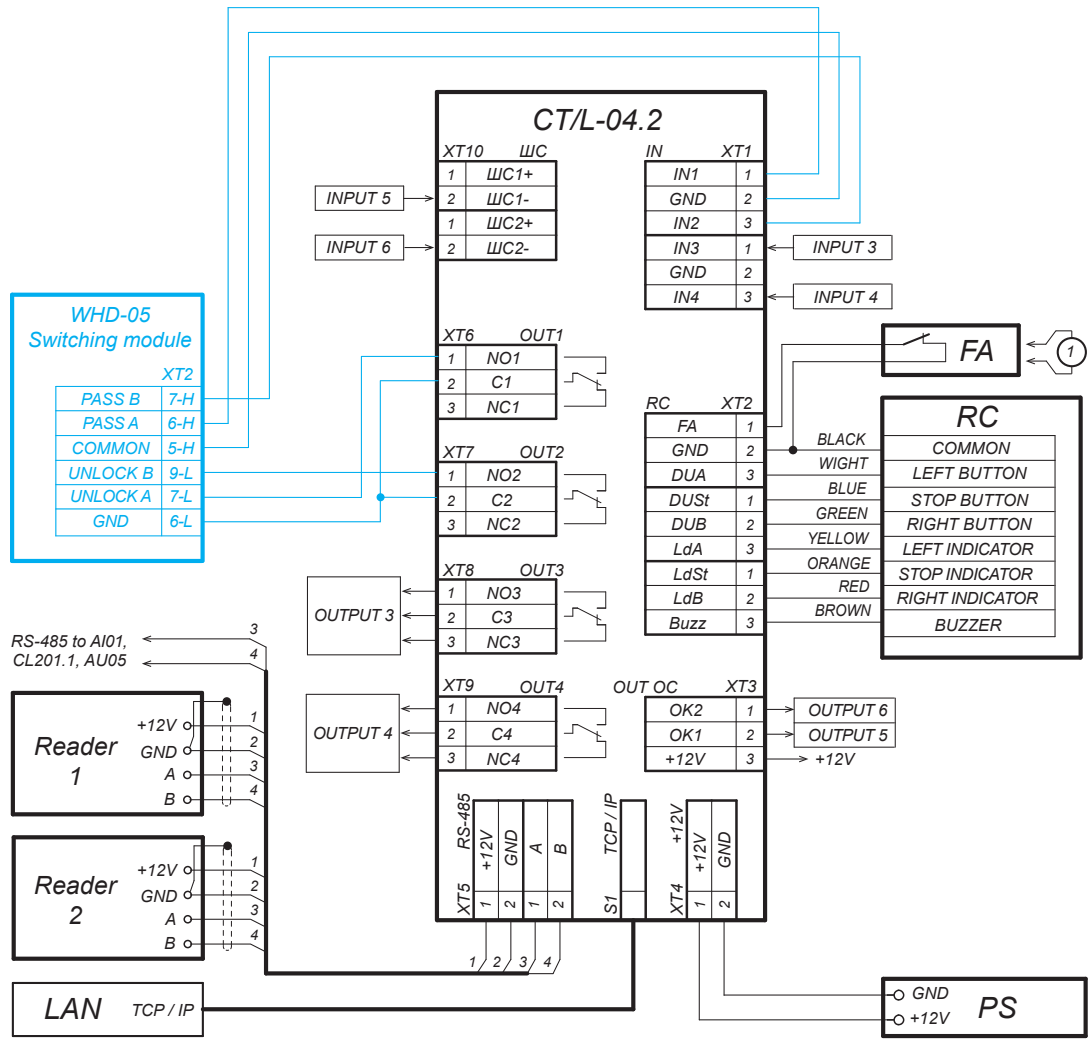 CT/L-04.2
XT10 ШС
1 ШС1+
2 ШС1-
1 ШС2+
2 ШС2-
INPUT 5
INPUT 6
IN XT1
IN1 1
GND 2
IN2 3
IN3 1
GND 2
IN4 3
INPUT 3
INPUT 4
WHD-05
Switching module
XT2
PASS B 7-H
PASS A 6-H
COMMON 5-H
UNLOCK B 9-L
UNLOCK A 7-L
GND 6-L
XT6 OUT1
1 NO1
2 C1
3 NC1
XT7 OUT2
1 NO2
2 C2
3 NC2
XT8 OUT3
1 NO3
2 C3
3 NC3
OUTPUT 3
XT9 OUT4
1 NO4
2 C4
3 NC4
OUTPUT 4
FA
1
RC XT2
FA 1
GND 2
DUA 3
DUSt 1
DUB 2
LdA 3
LdSt 1
LdB 2
Buzz 3
BLACK
WIGHT
BLUE
GREEN
YELLOW
ORANGE
RED
BROWN
RC
COMMON
LEFT BUTTON
STOP BUTTON
RIGHT BUTTON
LEFT INDICATOR
STOP INDICATOR
RIGHT INDICATOR
BUZZER
OUT OC XT3
OK2 1
OK1 2
+12V 3
OUTPUT 6
OUTPUT 5
+12V
RS-485 to AI01,
CL201.1, AU05
3
4
Reader
1
+12V
GND
A
B
1
2
3
4
Reader
2
+12V
GND
A
B
1
2
3
4
XT5 RS-485
1 +12V
2 GND
1 A
2 B
1 2 3 4
S1 TCP / IP
XT4 +12V
1 +12V
2 GND
LAN TCP / IP
GND
+12V
PS